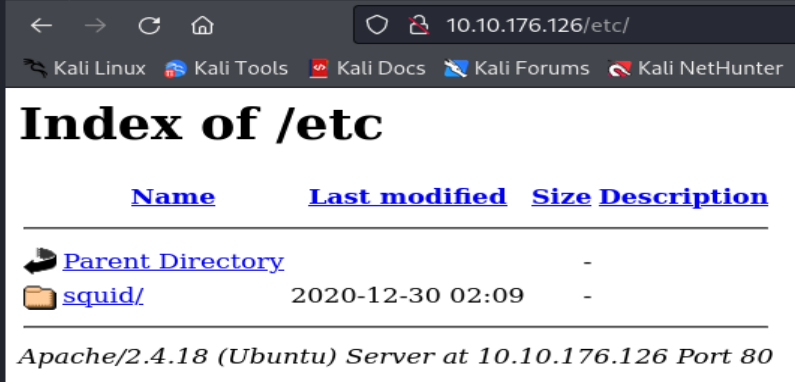 10.10.176.126/etc/
Kali Linux Kali Tools Kali Docs Kali Forums Kali NetHunter
Index of /etc
Name Last modified Size Description
Parent Directory -
squid/ 2020-12-30 02:09 -
Apache/2.4.18 (Ubuntu) Server at 10.10.176.126 Port 80